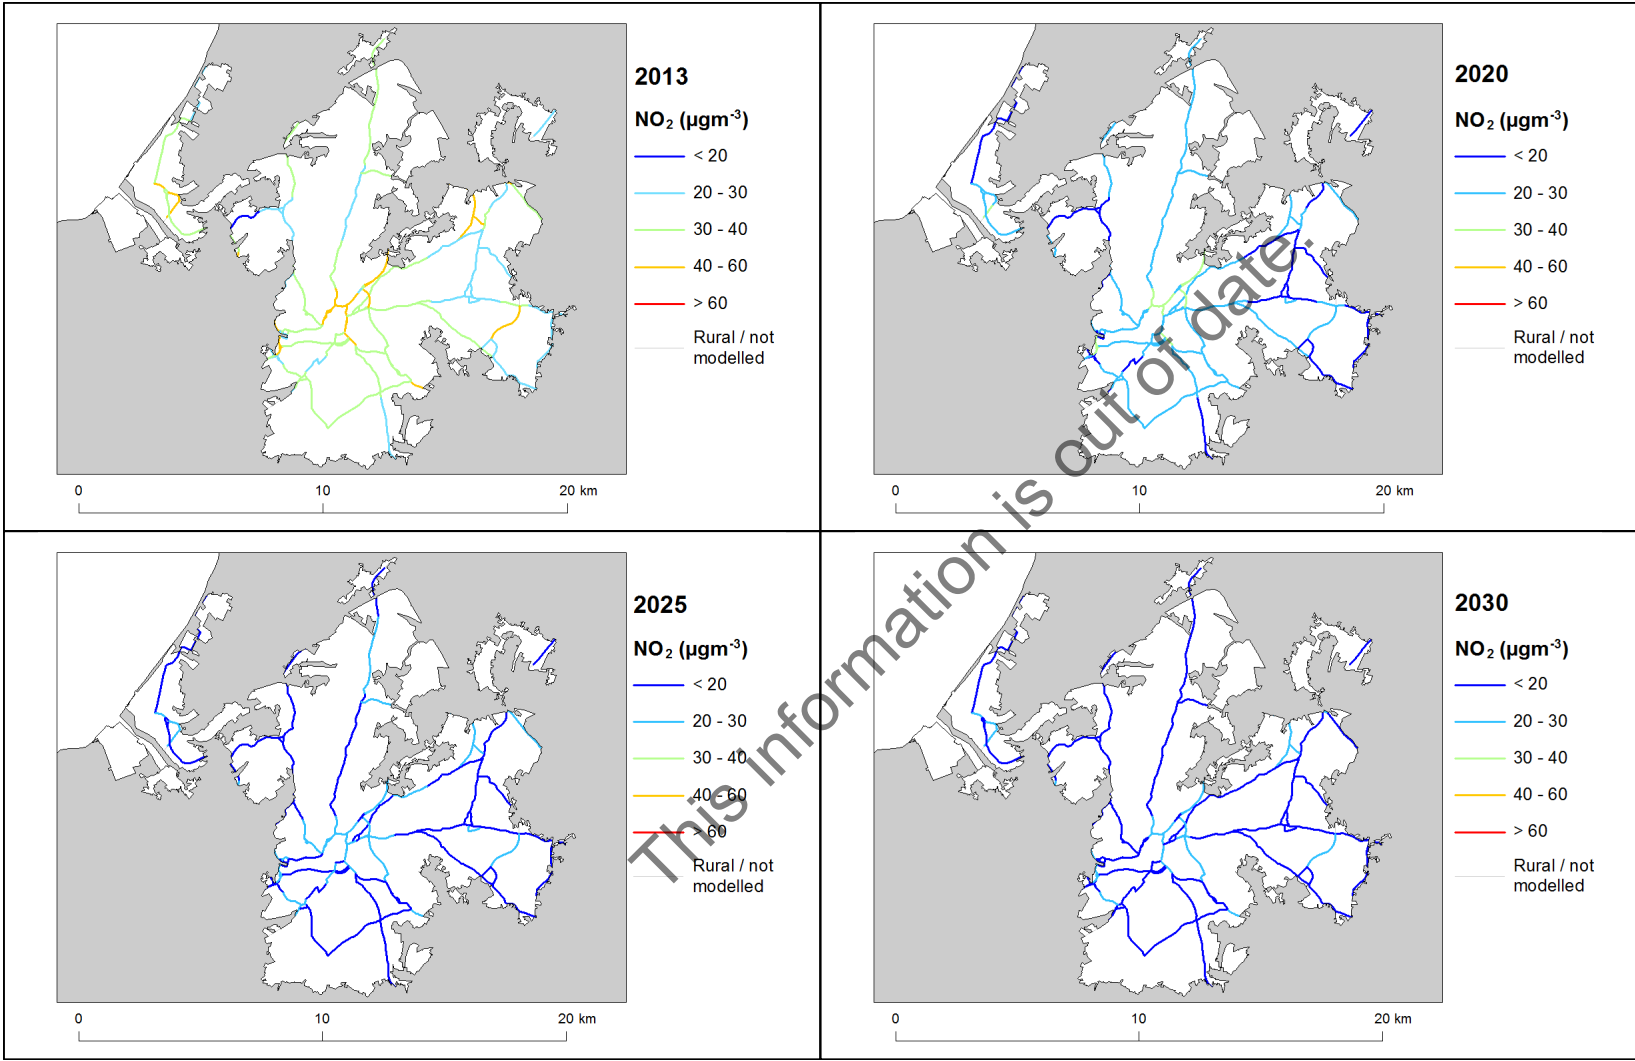 2013
NO₂ (µgm⁻³)
< 20
20 - 30
30 - 40
40 - 60
> 60
Rural / not
modelled
0 10 20 km
2020
NO₂ (µgm⁻³)
< 20
20 - 30
30 - 40
40 - 60
> 60
Rural / not
modelled
0 10 20 km
2025
NO₂ (µgm⁻³)
< 20
20 - 30
30 - 40
40 - 60
> 60
Rural / not
modelled
0 10 20 km
2030
NO₂ (µgm⁻³)
< 20
20 - 30
30 - 40
40 - 60
> 60
Rural / not
modelled
0 10 20 km
This information is out of date.